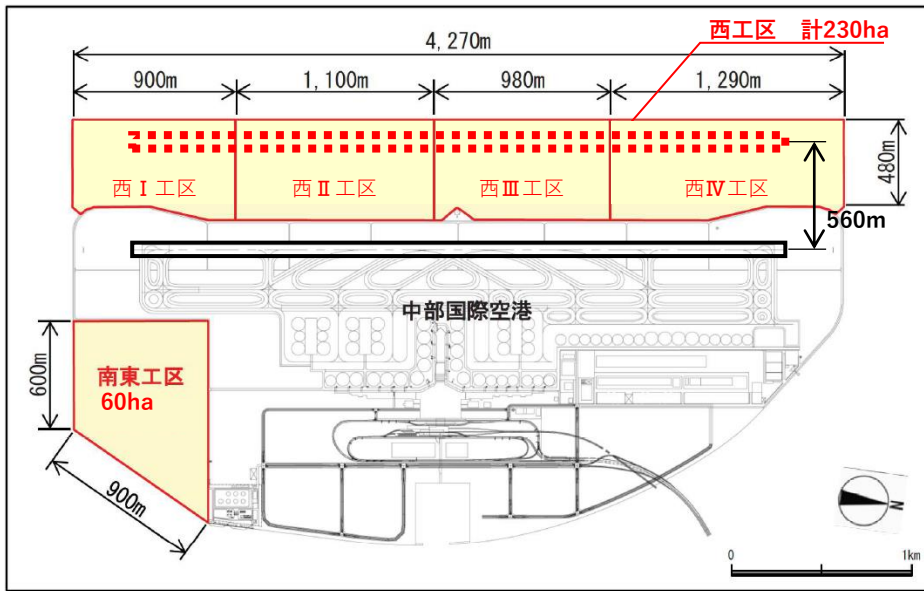 西工区 計230ha
4,270m
900m
1,100m
980m
1,290m
480m
西Ⅰ工区
西Ⅱ工区
西Ⅲ工区
西Ⅳ工区
560m
中部国際空港
600m
南東工区
60ha
900m
N
0
1km